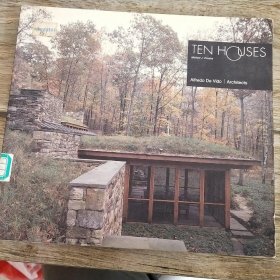 TEN HOUSES
Alfredo De Vido | Architects